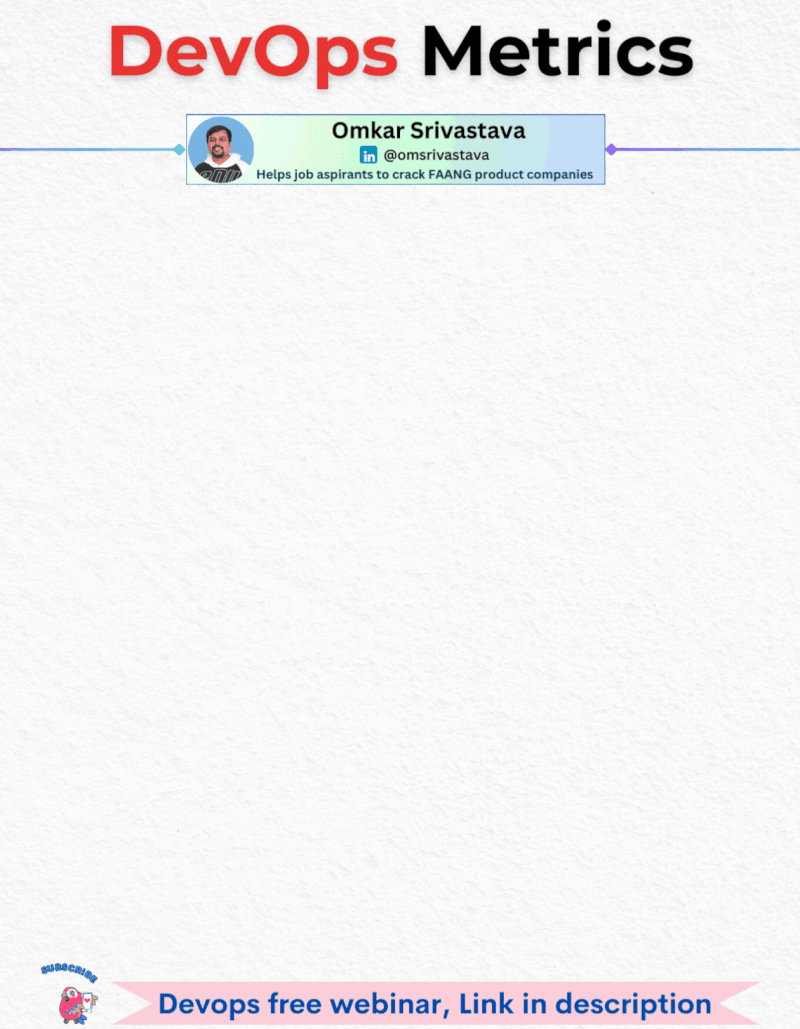 DevOps Metrics
Omkar Srivastava
in @omsrivastava
Helps job aspirants to crack FAANG product companies
SUBSCRIBE
Devops free webinar, Link in description